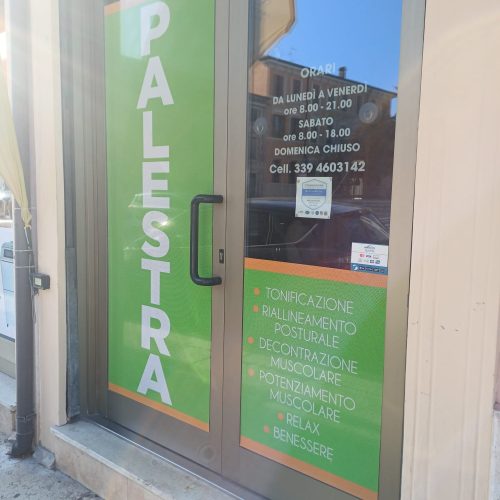 PALESTRA
ORARI
DA LUNEDÌ A VENERDÌ
ore 8.00 - 21.00
SABATO
ore 8.00 - 18.00
DOMENICA CHIUSO
Cell. 339 4603142
• TONIFICAZIONE
• RIALLINEAMENTO
POSTURALE
• DECONTRAZIONE
MUSCOLARE
• POTENZIAMENTO
MUSCOLARE
• RELAX
• BENESSERE